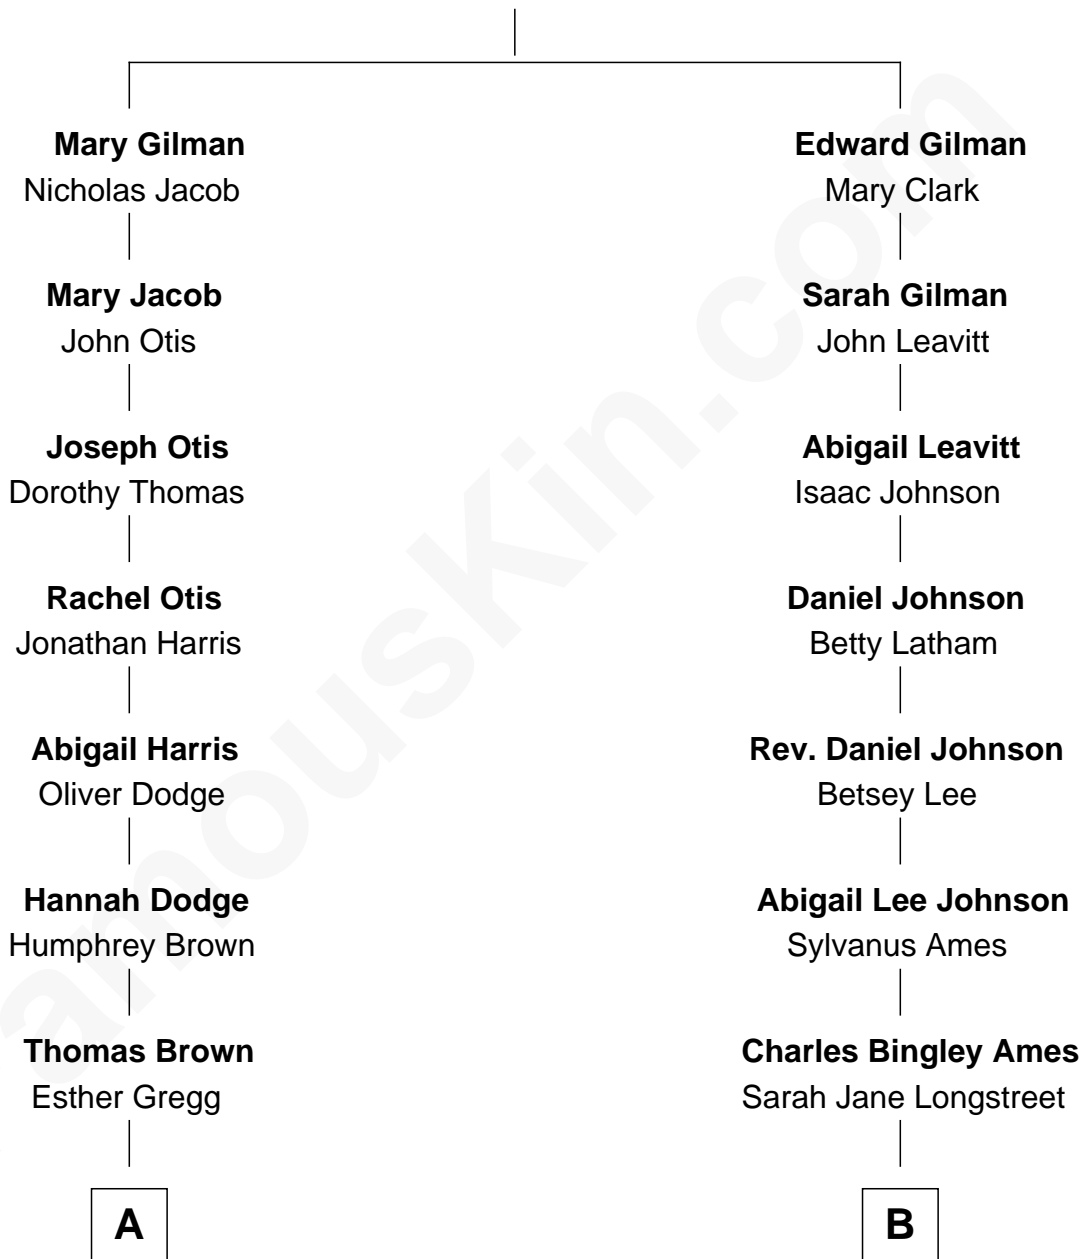 Mary Gilman
Nicholas Jacob
Mary Jacob
John Otis
Joseph Otis
Dorothy Thomas
Rachel Otis
Jonathan Harris
Abigail Harris
Oliver Dodge
Hannah Dodge
Humphrey Brown
Thomas Brown
Esther Gregg
A
Edward Gilman
Mary Clark
Sarah Gilman
John Leavitt
Abigail Leavitt
Isaac Johnson
Daniel Johnson
Betty Latham
Rev. Daniel Johnson
Betsey Lee
Abigail Lee Johnson
Sylvanus Ames
Charles Bingley Ames
Sarah Jane Longstreet
B
amouskin.com